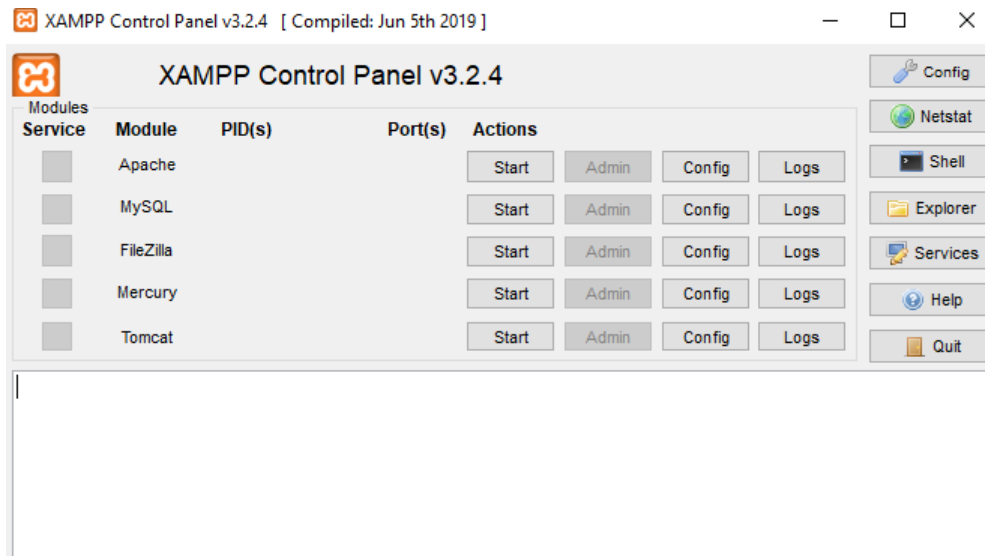 XAMPP Control Panel v3.2.4 [ Compiled: Jun 5th 2019 ]
XAMPP Control Panel v3.2.4
Config
Modules
Service Module PID(s) Port(s) Actions
Netstat
Apache Start Admin Config Logs
Shell
MySQL Start Admin Config Logs
Explorer
FileZilla Start Admin Config Logs
Services
Mercury Start Admin Config Logs
Help
Tomcat Start Admin Config Logs
Quit